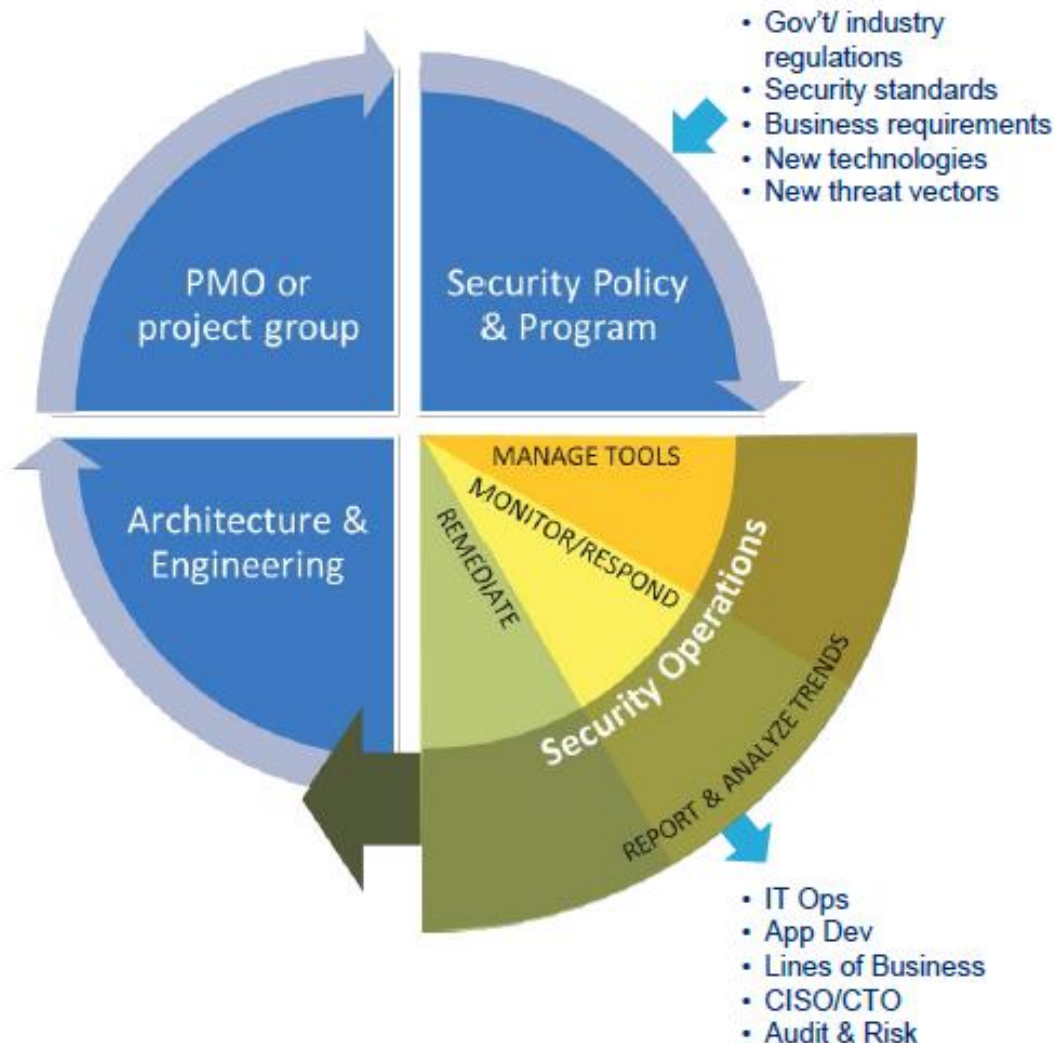 • Gov't/ industry
regulations
• Security standards
• Business requirements
• New technologies
• New threat vectors
PMO or
project group
Security Policy
& Program
Architecture &
Engineering
MANAGE TOOLS
MONITOR/RESPOND
REMEDIATE
Security Operations
REPORT & ANALYZE TRENDS
• IT Ops
• App Dev
• Lines of Business
• CISO/CTO
• Audit & Risk